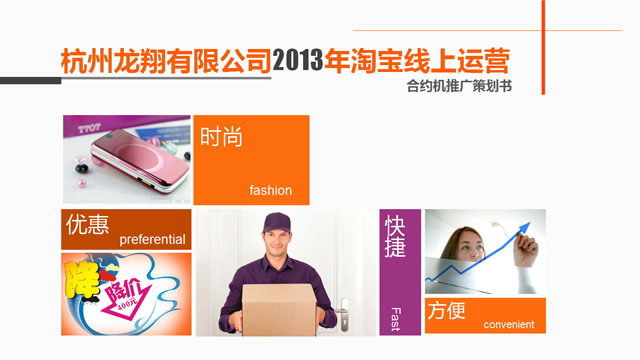 杭州龙翔有限公司2013年淘宝线上运营
合约机推广策划书
T707
时尚
fashion
优惠
preferential
降
降价
400元
快捷
Fast
方便
convenient